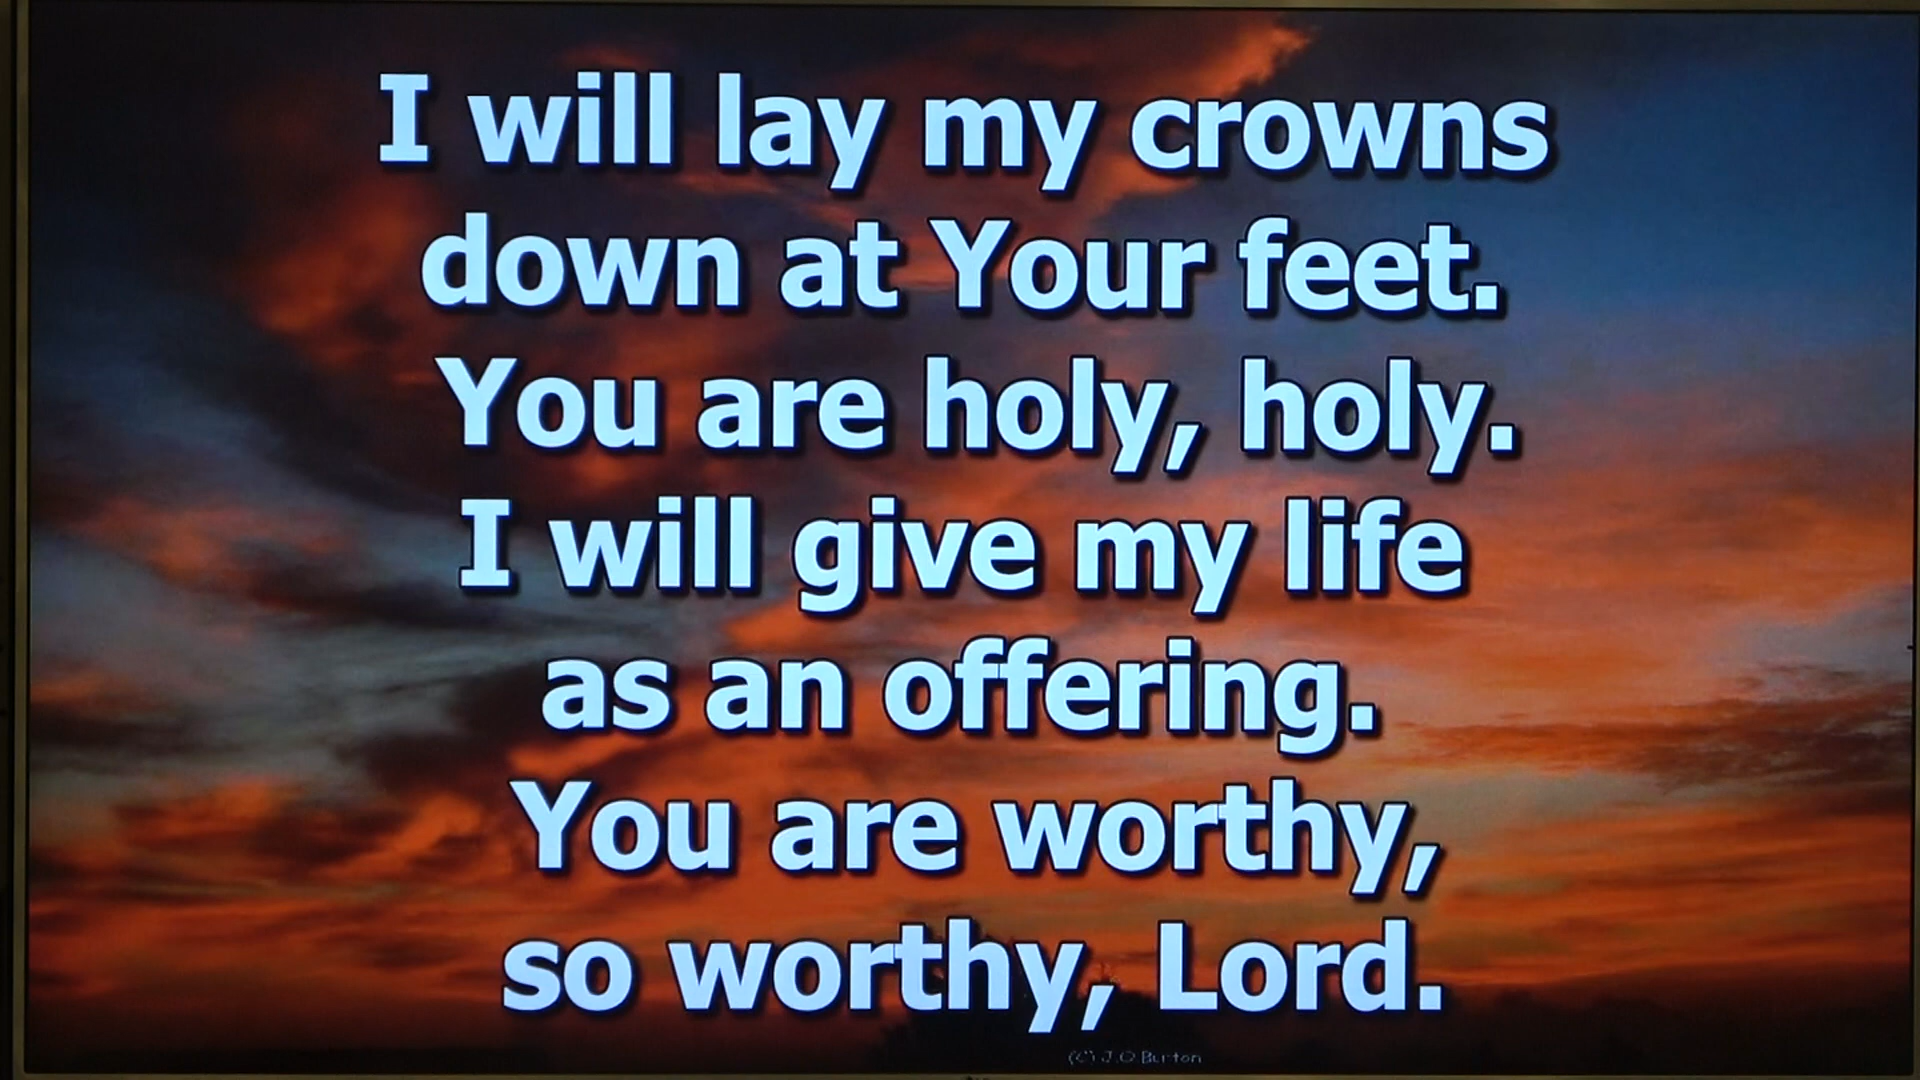 I will lay my crowns
down at Your feet.
You are holy, holy.
I will give my life
as an offering.
You are worthy,
so worthy, Lord.
(C) J.O Burton